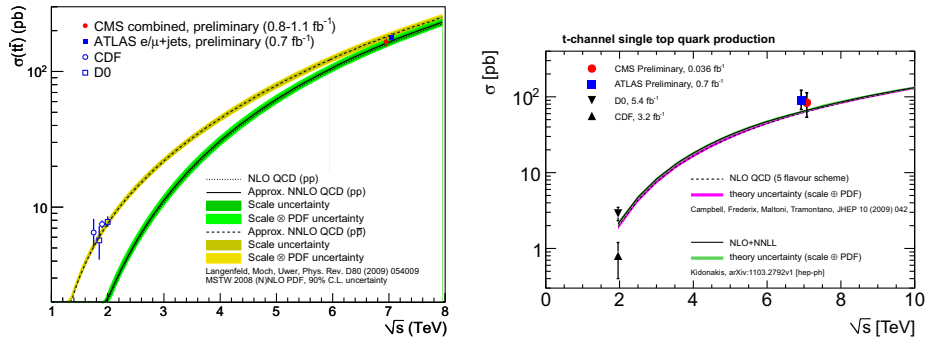 σ(tt̄) (pb)
CMS combined, preliminary (0.8-1.1 fb⁻¹)
ATLAS e/μ+jets, preliminary (0.7 fb⁻¹)
CDF
D0
10²
10
NLO QCD (pp)
Approx. NNLO QCD (pp)
Scale uncertainty
Scale ⊗ PDF uncertainty
Approx. NNLO QCD (pp̄)
Scale uncertainty
Scale ⊗ PDF uncertainty
Langenfeld, Moch, Uwer, Phys. Rev. D80 (2009) 054009
MSTW 2008 (N)NLO PDF, 90% C.L. uncertainty
1 2 3 4 5 6 7 8
√s (TeV)
t-channel single top quark production
σ [pb]
CMS Preliminary, 0.036 fb⁻¹
ATLAS Preliminary, 0.7 fb⁻¹
D0, 5.4 fb⁻¹
CDF, 3.2 fb⁻¹
10³
10²
10
1
NLO QCD (5 flavour scheme)
theory uncertainty (scale ⊕ PDF)
Campbell, Frederix, Maltoni, Tramontano, JHEP 10 (2009) 042
NLO+NNLL
theory uncertainty (scale ⊕ PDF)
Kidonakis, arXiv:1103.2792v1 [hep-ph]
0 2 4 6 8 10
√s [TeV]